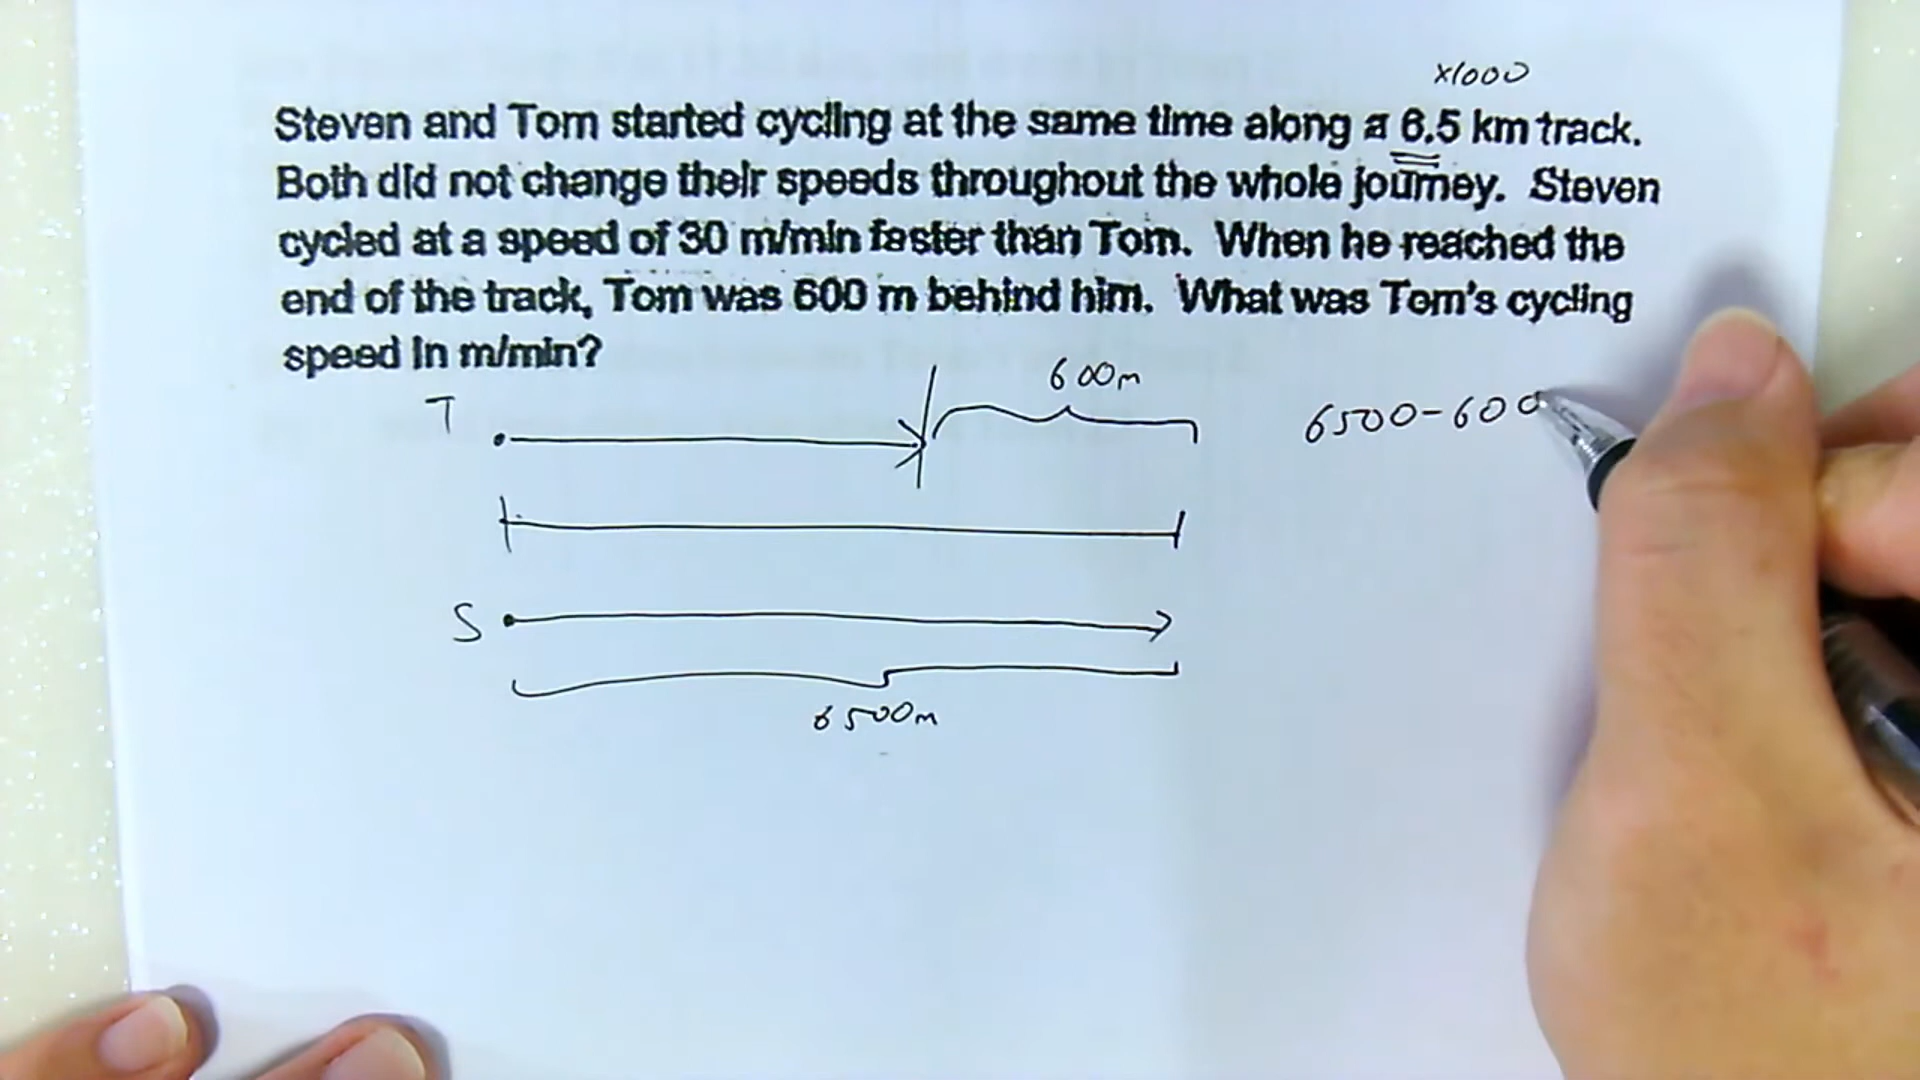 x1000
Steven and Tom started cycling at the same time along a 6.5 km track.
Both did not change their speeds throughout the whole journey. Steven
cycled at a speed of 30 m/min faster than Tom. When he reached the
end of the track, Tom was 600 m behind him. What was Tom's cycling
speed in m/min?
600m
T
6500-600
S
6500m